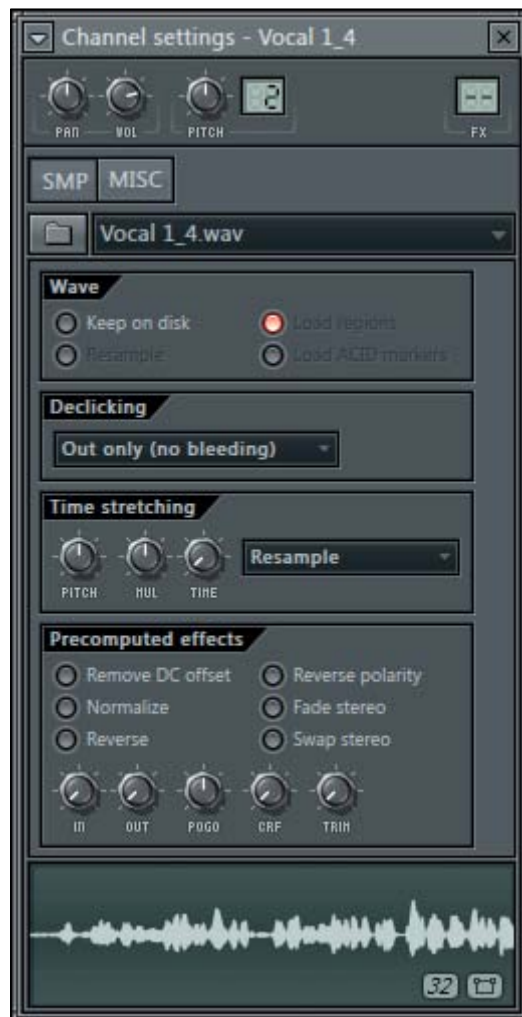 Channel settings - Vocal 1_4
2
--
PAN VOL PITCH FX
SMP MISC
Vocal 1_4.wav
Wave
Keep on disk Load regions
Resample Load ACID markers
Declicking
Out only (no bleeding)
Time stretching
Resample
PITCH MUL TIME
Precomputed effects
Remove DC offset Reverse polarity
Normalize Fade stereo
Reverse Swap stereo
IN OUT POGO CRF TRIM
32